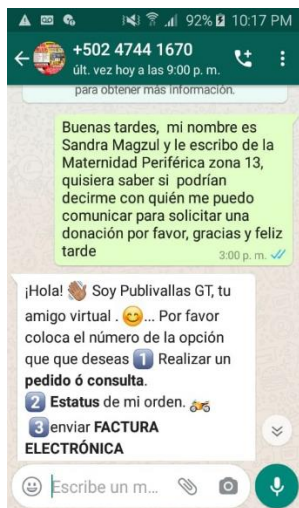 92% 10:17 PM
+502 4744 1670
últ. vez hoy a las 9:00 p. m.
para obtener más información.
Buenas tardes, mi nombre es
Sandra Magzul y le escribo de la
Maternidad Periférica zona 13,
quisiera saber si podrían
decirme con quién me puedo
comunicar para solicitar una
donación por favor, gracias y feliz
tarde
3:00 p. m.
¡Hola! 👋🏽 Soy Publivallas GT, tu
amigo virtual . 😊... Por favor
coloca el número de la opción
que que deseas 1️⃣ Realizar un
pedido ó consulta.
2️⃣ Estatus de mi orden. 🏍️
3️⃣enviar FACTURA
ELECTRÓNICA
Escribe un m...